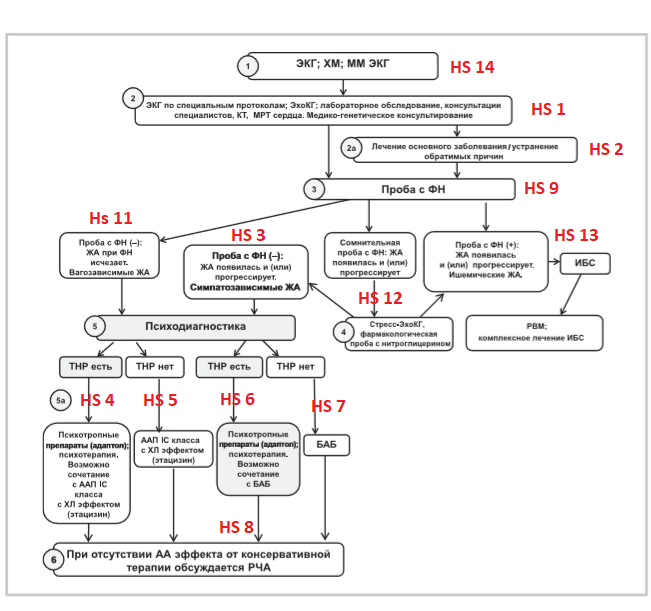 1
ЭКГ; ХМ; ММ ЭКГ
HS 14
2
ЭКГ по специальным протоколам; ЭхоКГ; лабораторное обследование, консультации
специалистов, КТ, МРТ сердца. Медико-генетическое консультирование
HS 1
2а
Лечение основного заболевания/устранение
обратимых причин
HS 2
3
Проба с ФН
HS 9
Hs 11
Проба с ФН (–):
ЖА при ФН
исчезает.
Вагозависимые ЖА
HS 3
Проба с ФН (–):
ЖА появилась и (или)
прогрессирует.
Симпатозависимые ЖА
Сомнительная
проба с ФН: ЖА
появилась и (или)
прогрессирует
Проба с ФН (+):
ЖА появилась
и (или) прогрессирует.
Ишемические ЖА.
HS 13
ИБС
HS 12
5
Психодиагностика
4
Стресс-ЭхоКГ,
фармакологическая
проба с нитроглицерином
РВМ;
комплексное лечение ИБС
ТНР есть
ТНР нет
ТНР есть
ТНР нет
5а
HS 4
HS 5
HS 6
HS 7
Психотропные
препараты (адаптол);
психотерапия.
Возможно
сочетание
с ААП IC
класса
с ХЛ эффектом
(этацизин)
ААП IC класса
с ХЛ эффектом
(этацизин)
Психотропные
препараты (адаптол);
психотерапия.
Возможно
сочетание
с БАБ
БАБ
HS 8
6
При отсутствии АА эффекта от консервативной
терапии обсуждается РЧА